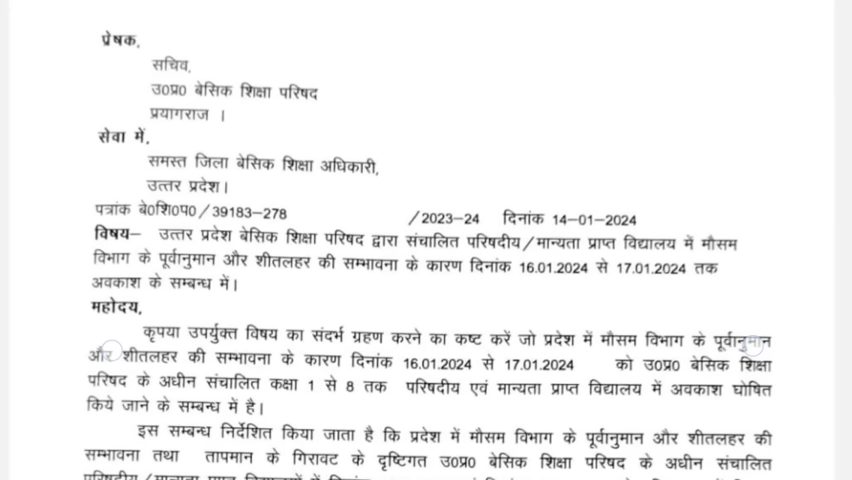 प्रेषक,
सचिव,
उ0प्र0 बेसिक शिक्षा परिषद
प्रयागराज ।
सेवा में,
समस्त जिला बेसिक शिक्षा अधिकारी,
उत्तर प्रदेश।
पत्रांक बे0शि0प0/39183-278 /2023-24 दिनांक 14-01-2024
विषय- उत्तर प्रदेश बेसिक शिक्षा परिषद द्वारा संचालित परिषदीय/मान्यता प्राप्त विद्यालय में मौसम
विभाग के पूर्वानुमान और शीतलहर की सम्भावना के कारण दिनांक 16.01.2024 से 17.01.2024 तक
अवकाश के सम्बन्ध में।
महोदय,
कृपया उपर्युक्त विषय का संदर्भ ग्रहण करने का कष्ट करें जो प्रदेश में मौसम विभाग के पूर्वानुमान
और शीतलहर की सम्भावना के कारण दिनांक 16.01.2024 से 17.01.2024 को उ0प्र0 बेसिक शिक्षा
परिषद के अधीन संचालित कक्षा 1 से 8 तक परिषदीय एवं मान्यता प्राप्त विद्यालय में अवकाश घोषित
किये जाने के सम्बन्ध में है।
इस सम्बन्ध निर्देशित किया जाता है कि प्रदेश में मौसम विभाग के पूर्वानुमान और शीतलहर की
सम्भावना तथा तापमान के गिरावट के दृष्टिगत उ0प्र0 बेसिक शिक्षा परिषद के अधीन संचालित